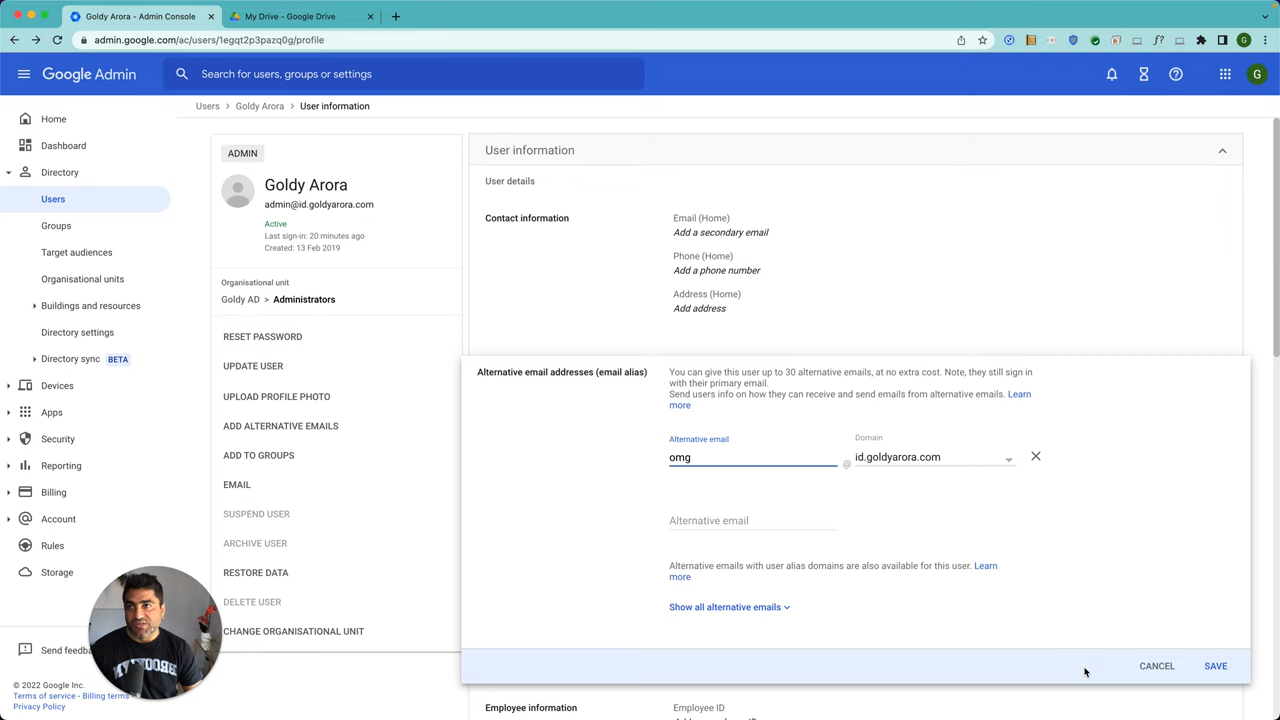 Goldy Arora - Admin Console
My Drive - Google Drive
admin.google.com/ac/users/1egqt2p3pazq0g/profile
G
Google Admin
Search for users, groups or settings
G
Users > Goldy Arora > User information
Home
Dashboard
Directory
Users
Groups
Target audiences
Organisational units
Buildings and resources
Directory settings
Directory sync BETA
Devices
Apps
Security
Reporting
Billing
Account
Rules
Storage
Send feedba
© 2022 Google Inc.
Terms of service - Billing terms -
Privacy Policy
ADMIN
Goldy Arora
admin@id.goldyarora.com
Active
Last sign-in: 20 minutes ago
Created: 13 Feb 2019
Organisational unit
Goldy AD > Administrators
RESET PASSWORD
UPDATE USER
UPLOAD PROFILE PHOTO
ADD ALTERNATIVE EMAILS
ADD TO GROUPS
EMAIL
SUSPEND USER
ARCHIVE USER
RESTORE DATA
DELETE USER
CHANGE ORGANISATIONAL UNIT
User information
User details
Contact information
Email (Home)
Add a secondary email
Phone (Home)
Add a phone number
Address (Home)
Add address
Alternative email addresses (email alias)
You can give this user up to 30 alternative emails, at no extra cost. Note, they still sign in
with their primary email.
Send users info on how they can receive and send emails from alternative emails. Learn
more
Alternative email
Domain
omg @ id.goldyarora.com
Alternative email
Alternative emails with user alias domains are also available for this user. Learn
more
Show all alternative emails
CANCEL
SAVE
Employee information
Employee ID